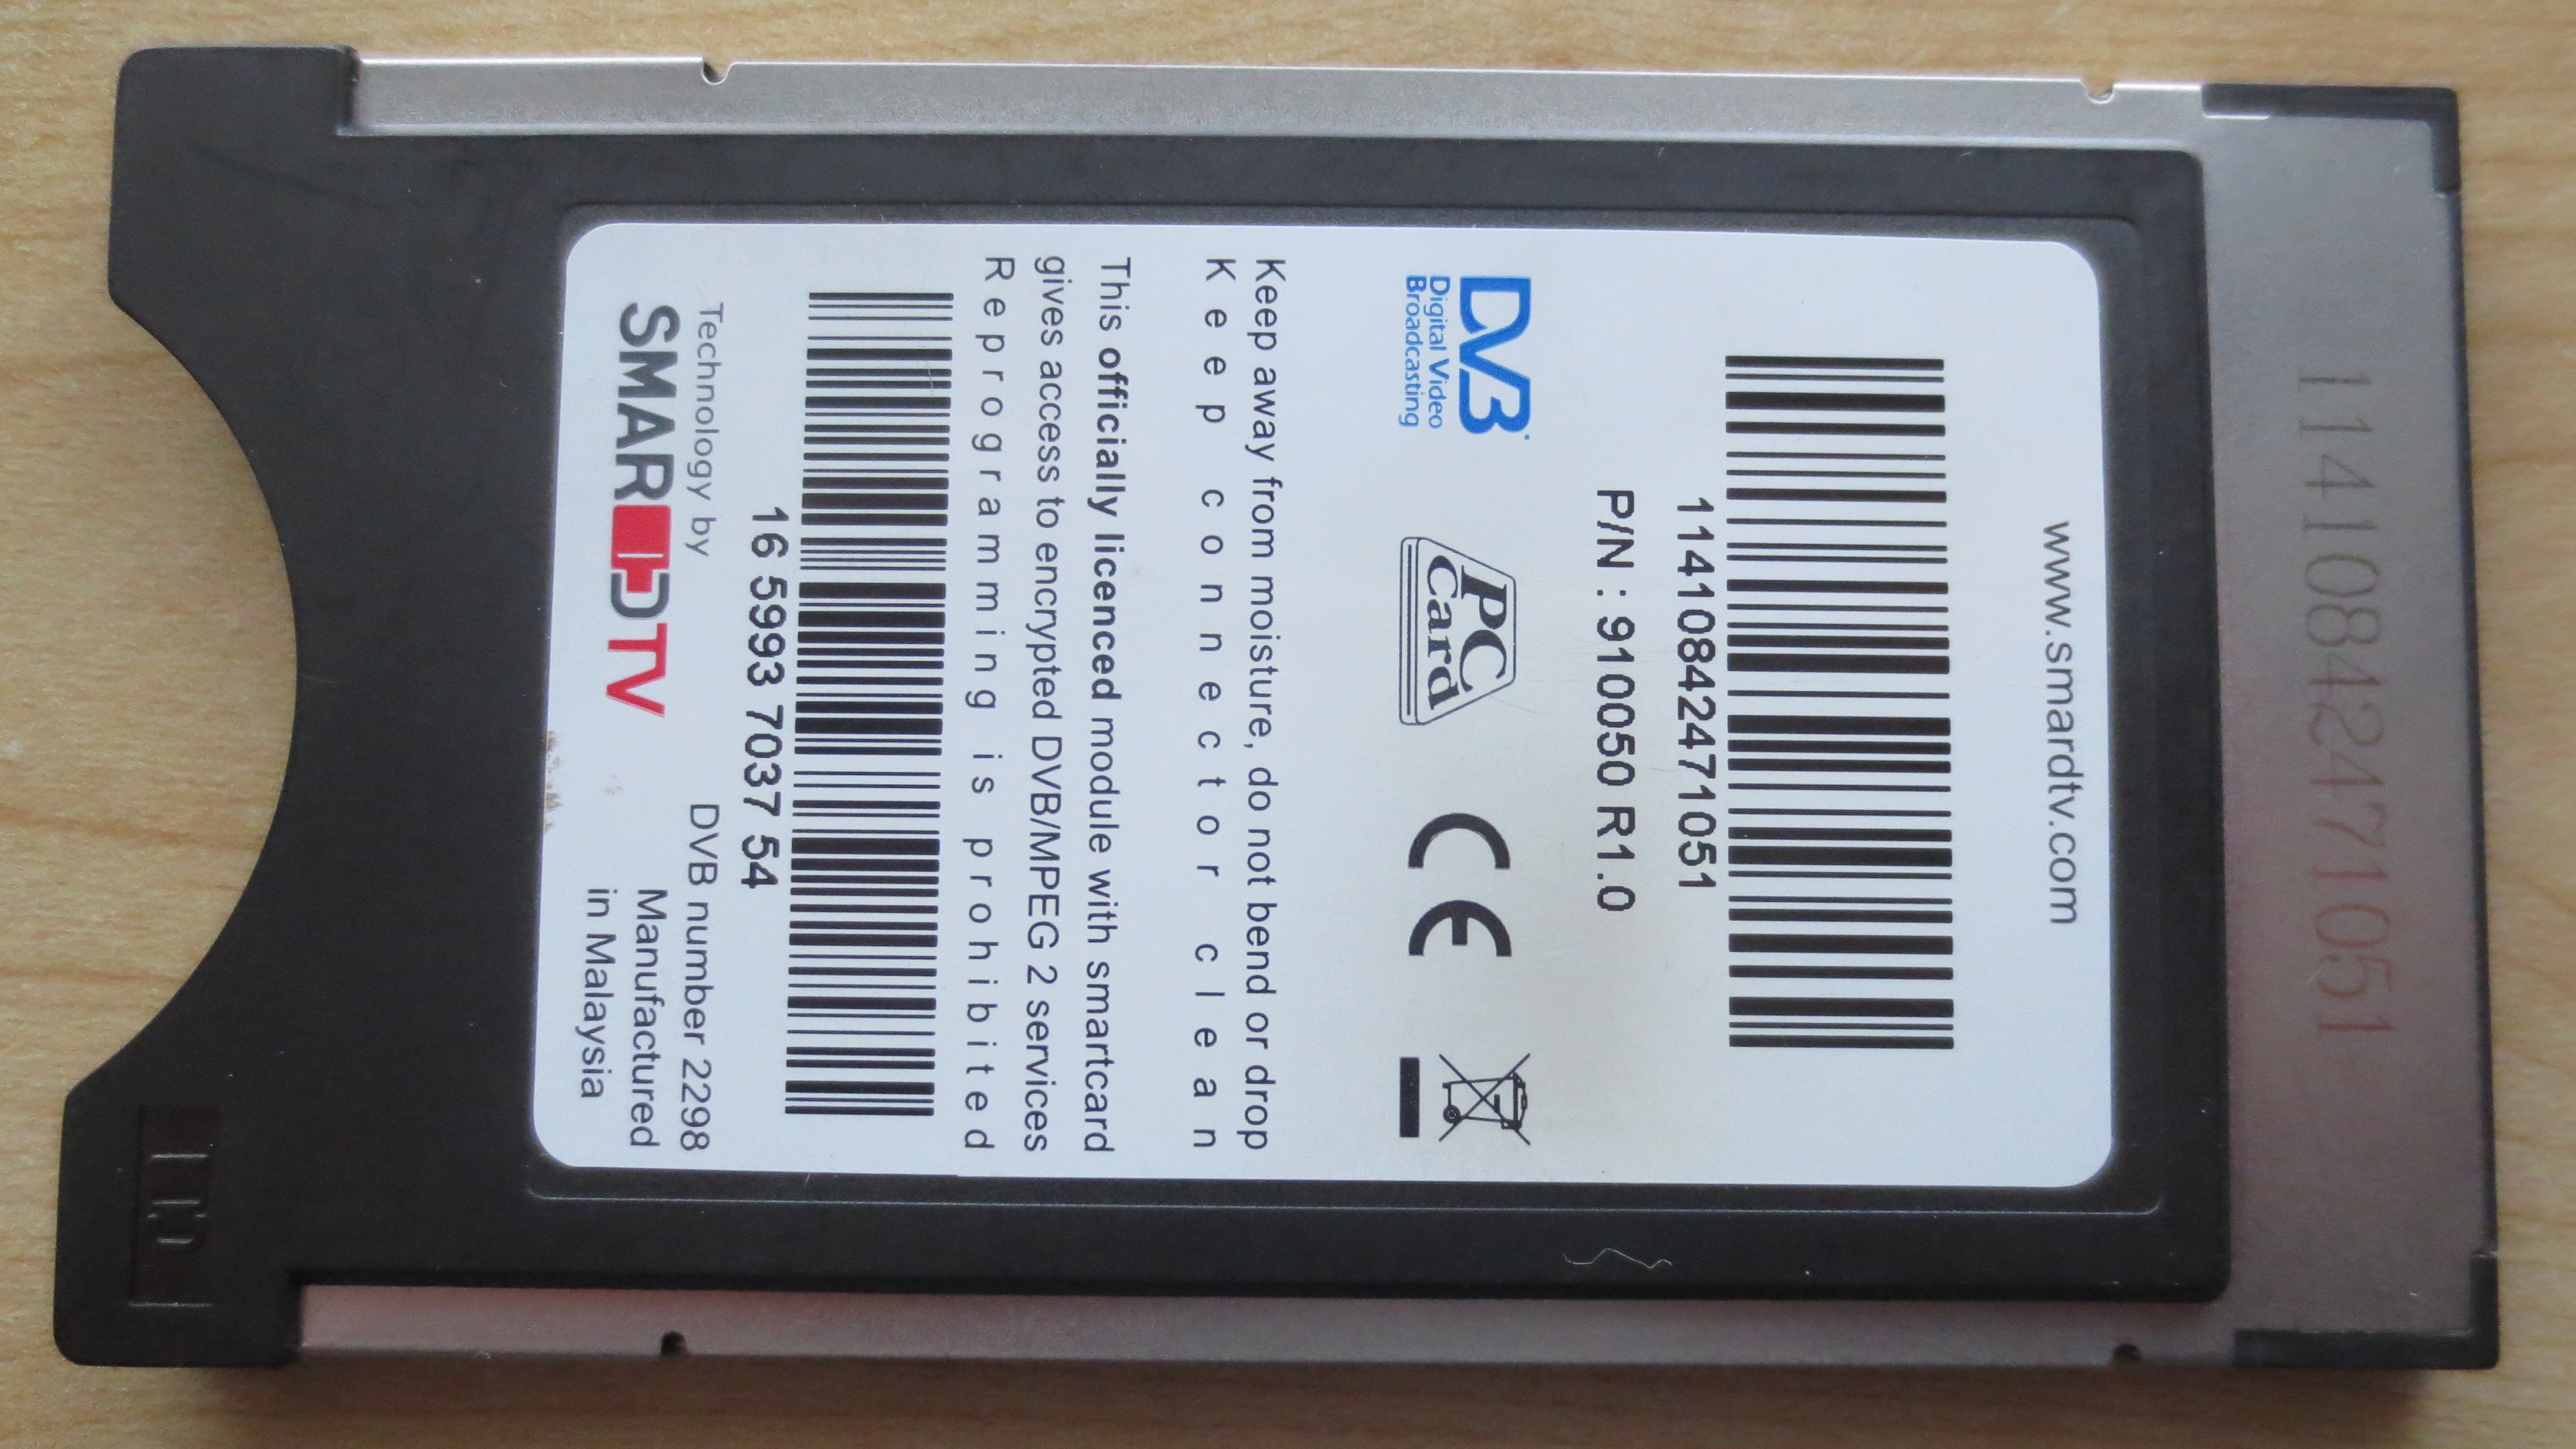 11410842471051
www.smardtv.com
11410842471051
P/N : 910050 R1.0
DVB
Digital Video
Broadcasting
PC
Card
CE
Keep away from moisture, do not bend or drop
Keep connector clean
This officially licenced module with smartcard
gives access to encrypted DVB/MPEG 2 services
Reprogramming is prohibited
16 5993 7037 54
Technology by
SMARDTV
DVB number 2298
Manufactured
in Malaysia